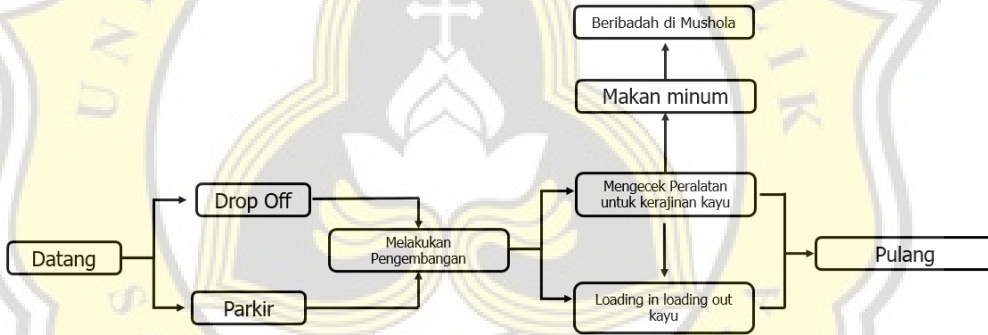 Beribadah di Mushola
Makan minum
Mengecek Peralatan
untuk kerajinan kayu
Drop Off
Melakukan
Pengembangan
Datang
Pulang
Parkir
Loading in loading out
kayu
U N
L I K
S